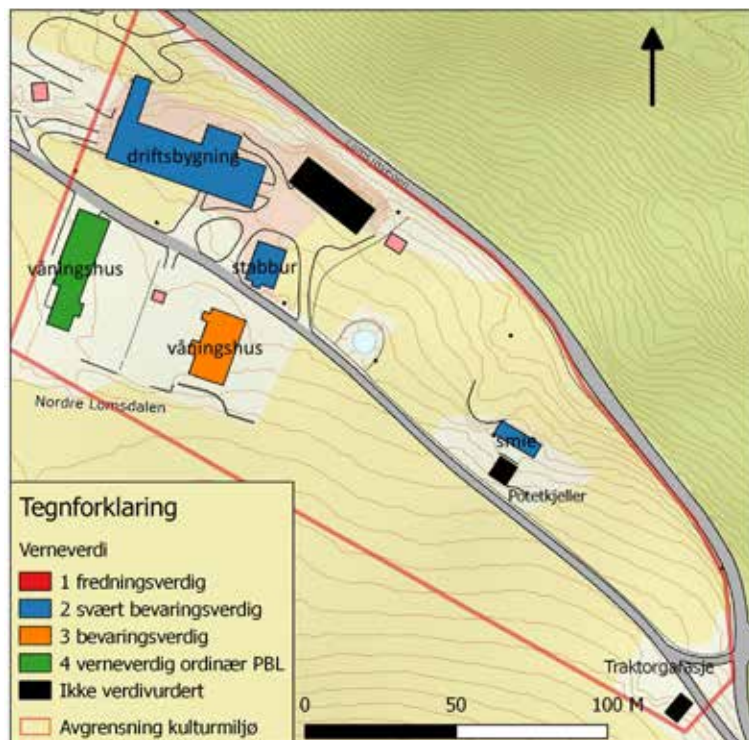 driftsbygning
våningshus
stabbur
våningshus
Nordre Lomsdalen
smie
Potetkjeller
Traktorgarasje
Tegnforklaring
Verneverdi
1 fredningsverdig
2 svært bevaringsverdig
3 bevaringsverdig
4 verneverdig ordinær PBL
Ikke verdivurdert
Avgrensning kulturmiljø
0 50 100 M